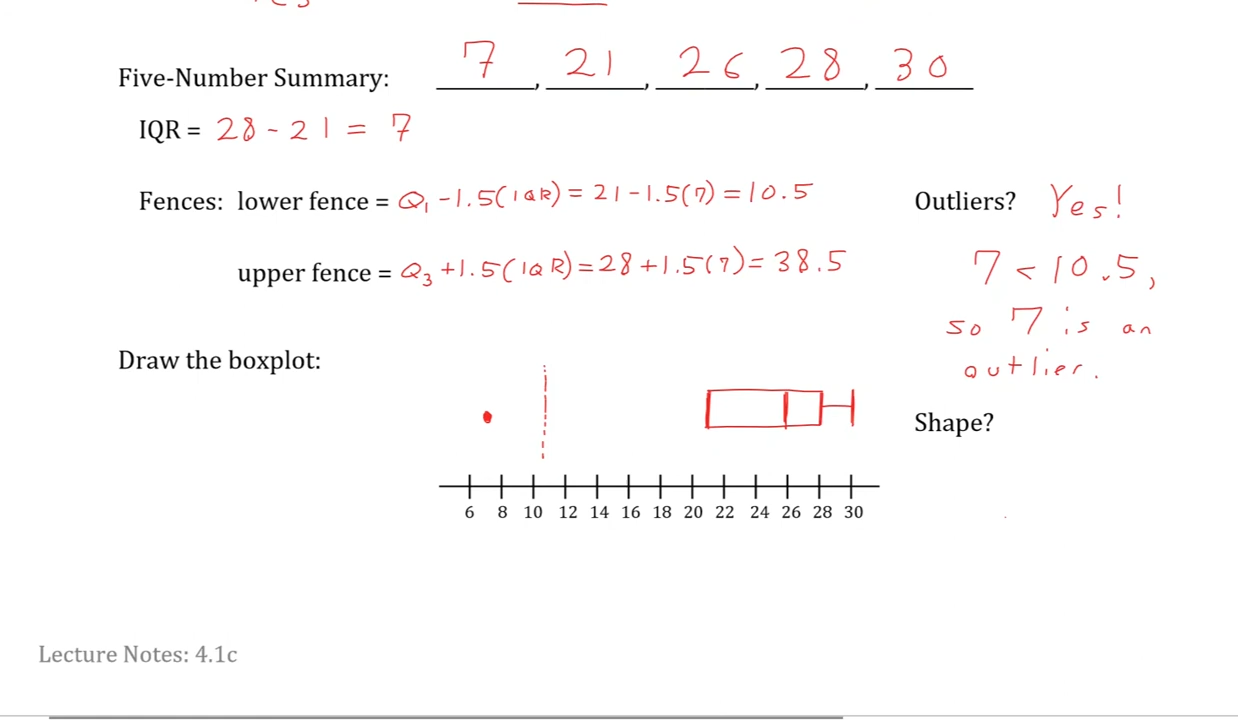 Five-Number Summary: 7, 21, 26, 28, 30
IQR = 28 - 21 = 7
Fences: lower fence = Q₁ - 1.5(IQR) = 21 - 1.5(7) = 10.5
Outliers? Yes!
upper fence = Q₃ + 1.5(IQR) = 28 + 1.5(7) = 38.5
7 < 10.5,
so 7 is an
outlier.
Draw the boxplot:
Shape?
6 8 10 12 14 16 18 20 22 24 26 28 30
Lecture Notes: 4.1c